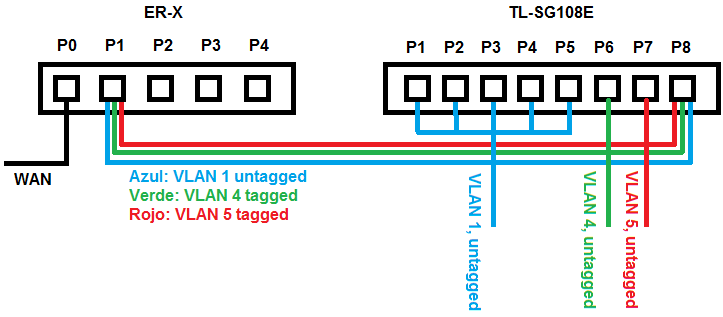 ER-X
TL-SG108E
P0 P1 P2 P3 P4
P1 P2 P3 P4 P5 P6 P7 P8
WAN
Azul: VLAN 1 untagged
Verde: VLAN 4 tagged
Rojo: VLAN 5 tagged
VLAN 1, untagged
VLAN 4, untagged
VLAN 5, untagged